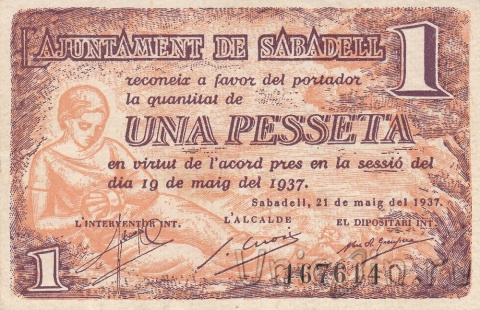 L'AJUNTAMENT DE SABADELL
1
reconeix a favor del portador
la quantitat de
UNA PESSETA
en virtut de l'acord pres en la sessió del
dia 19 de maig del 1937.
Sabadell, 21 de maig del 1937.
L'INTERVENTOR INT.
L'ALCALDE
EL DIPOSITARI INT.
1
167614